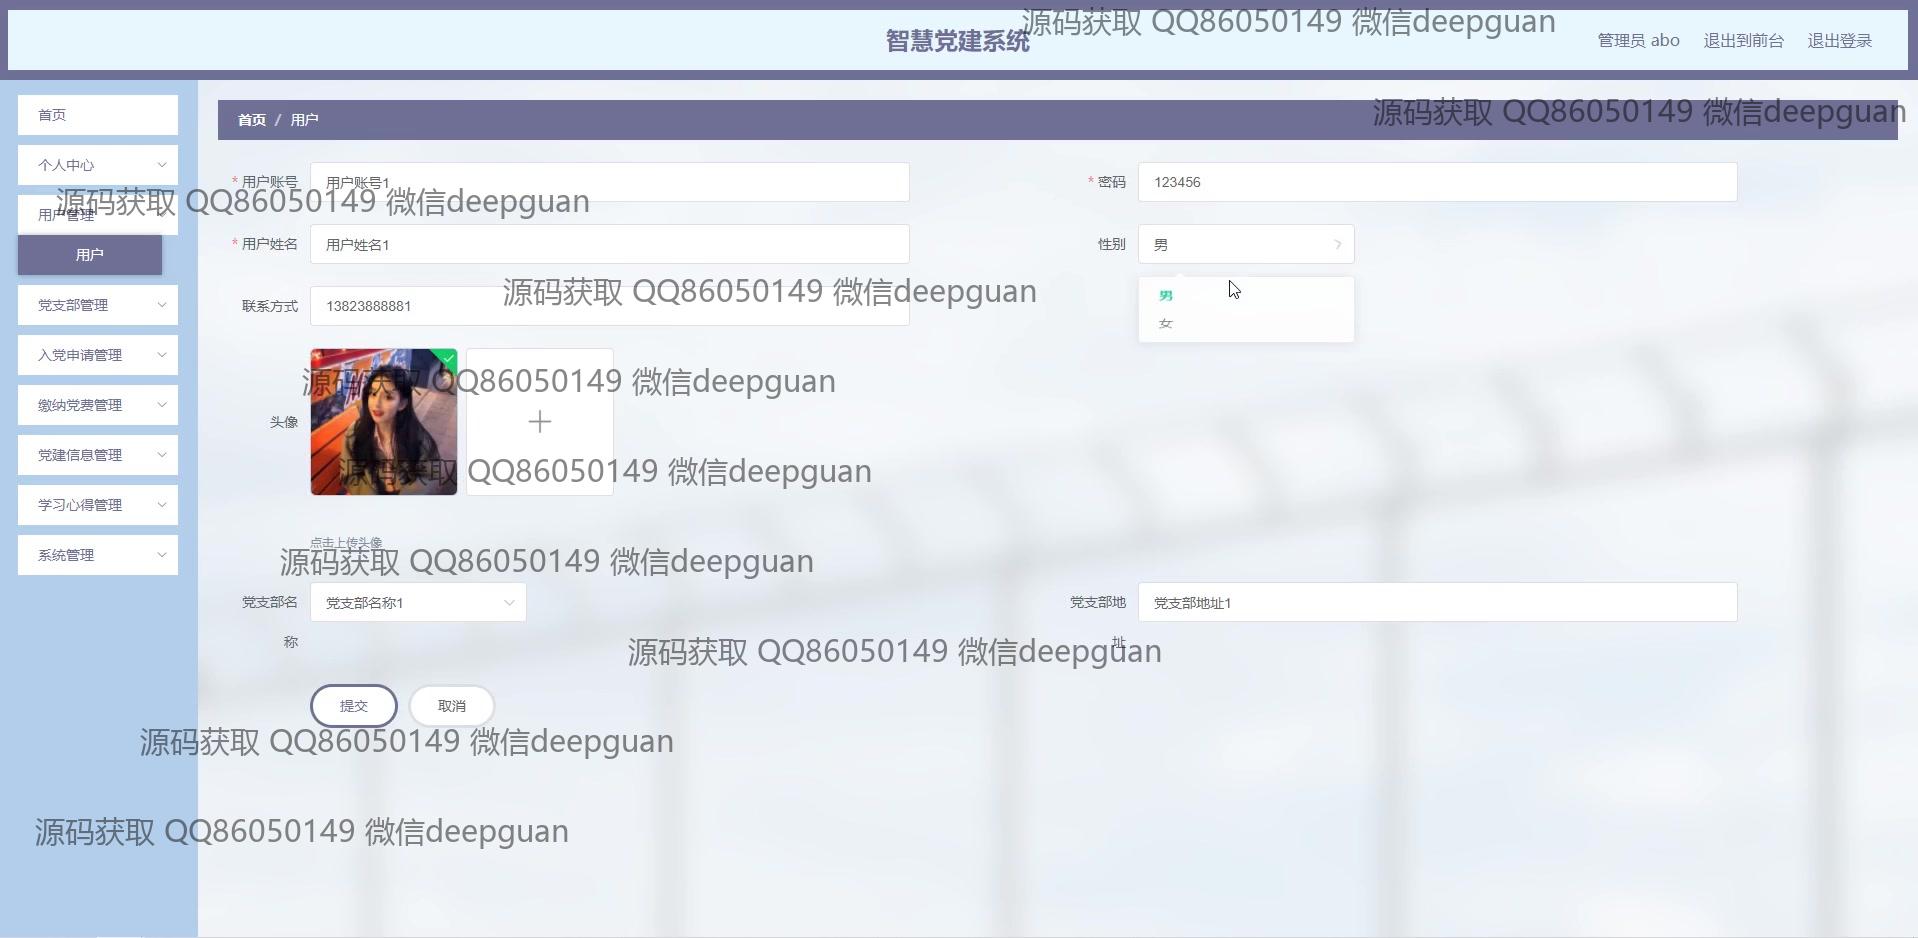 智慧党建系统
源码获取 QQ86050149 微信deepguan
管理员 abo 退出到前台 退出登录
首页
首页 / 用户
源码获取 QQ86050149 微信deepguan
个人中心
* 用户账号 用户账号1
* 密码 123456
源码获取 QQ86050149 微信deepguan
用户管理
用户
* 用户姓名 用户姓名1
性别 男
男
女
源码获取 QQ86050149 微信deepguan
党支部管理
联系方式 13823888881
入党申请管理
源码获取 QQ86050149 微信deepguan
缴纳党费管理
头像
党建信息管理
源码获取 QQ86050149 微信deepguan
学习心得管理
点击上传头像
系统管理
源码获取 QQ86050149 微信deepguan
党支部名称 党支部名称1
党支部地址 党支部地址1
源码获取 QQ86050149 微信deepguan
提交 取消
源码获取 QQ86050149 微信deepguan
源码获取 QQ86050149 微信deepguan